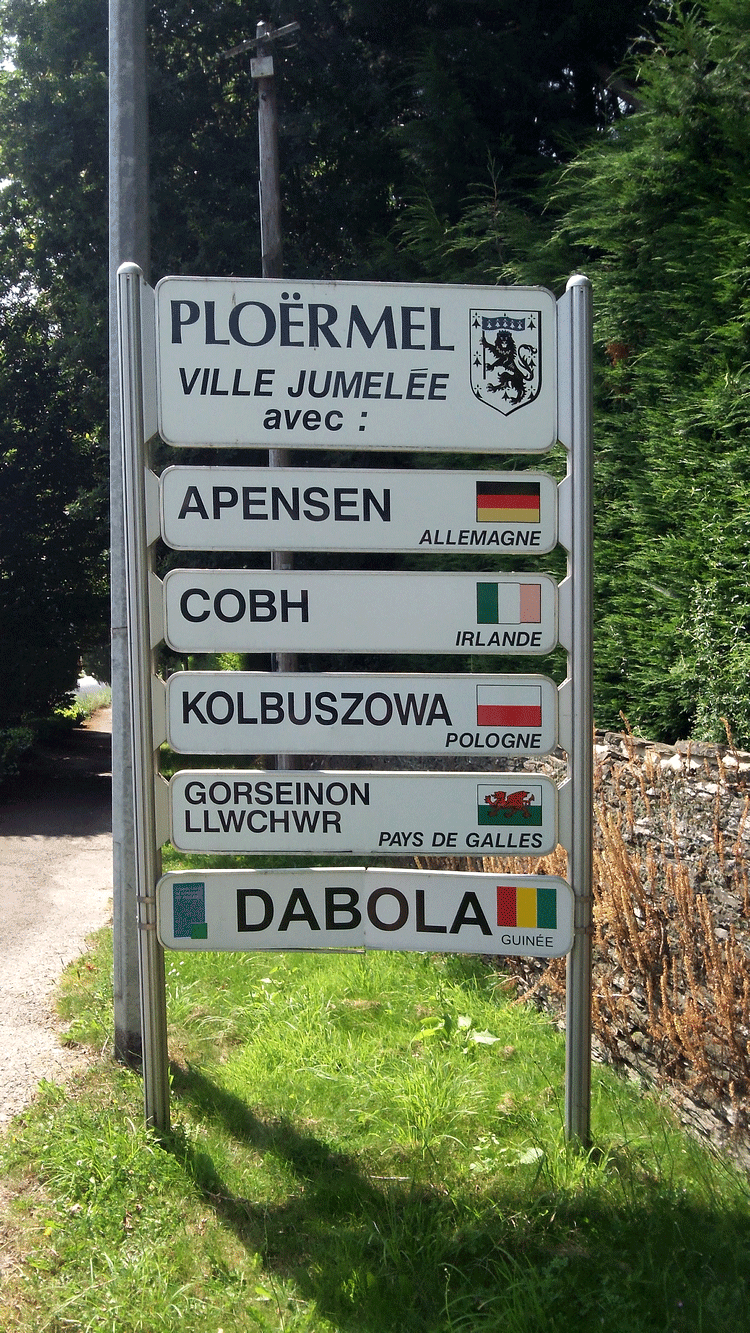 PLOËRMEL
VILLE JUMELÉE
avec :
APENSEN
ALLEMAGNE
COBH
IRLANDE
KOLBUSZOWA
POLOGNE
GORSEINON
LLWCHWR
PAYS DE GALLES
DABOLA
GUINÉE